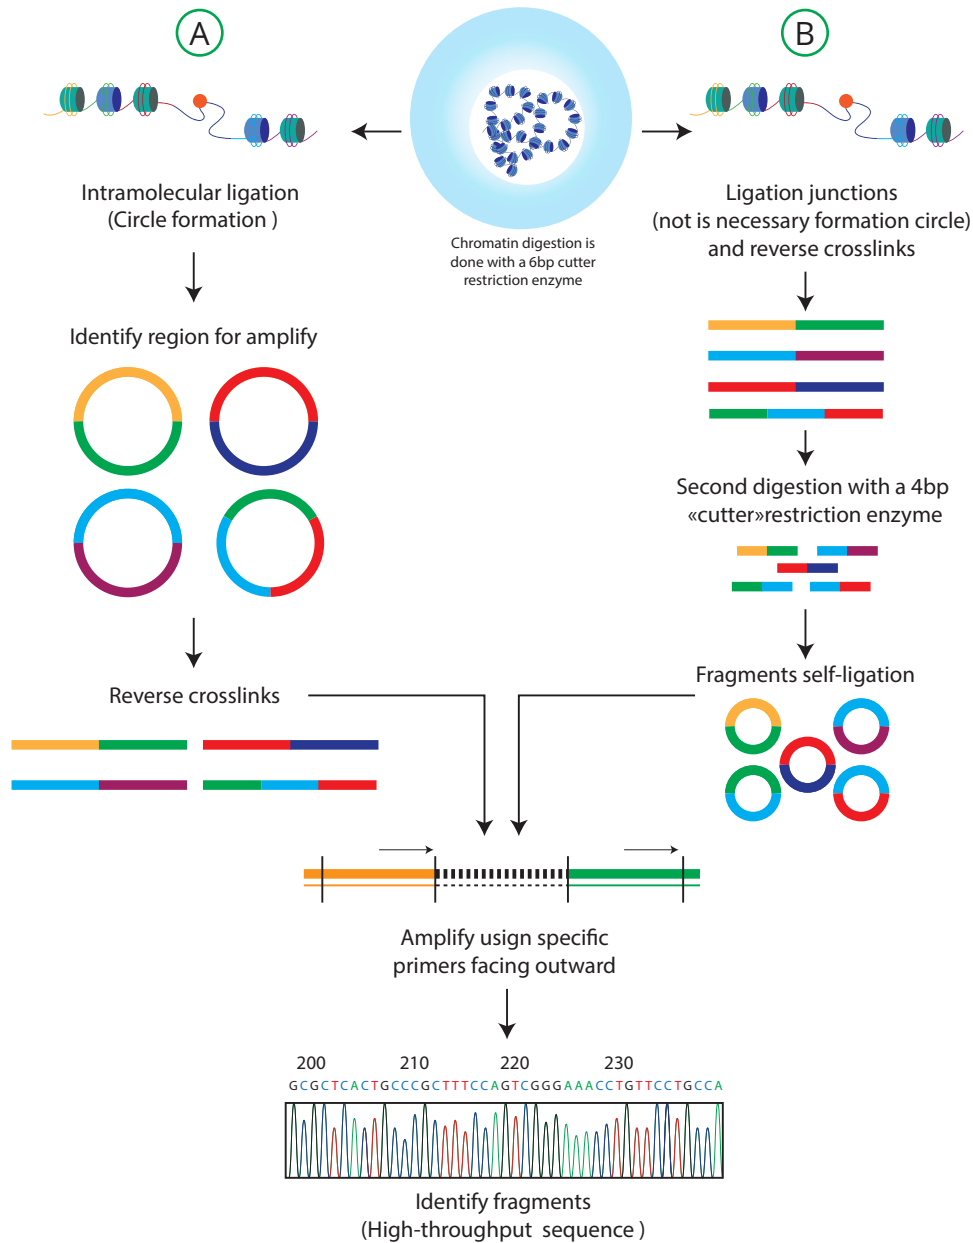 A
B
Intramolecular ligation
(Circle formation )
Chromatin digestion is
done with a 6bp cutter
restriction enzyme
Ligation junctions
(not is necessary formation circle)
and reverse crosslinks
Identify region for amplify
Second digestion with a 4bp
«cutter»restriction enzyme
Reverse crosslinks
Fragments self-ligation
Amplify usign specific
primers facing outward
200 210 220 230
GCGCTCACTGCCCGCTTTCCAGTCGGGAAACCTGTTCCTGCCA
Identify fragments
(High-throughput sequence )